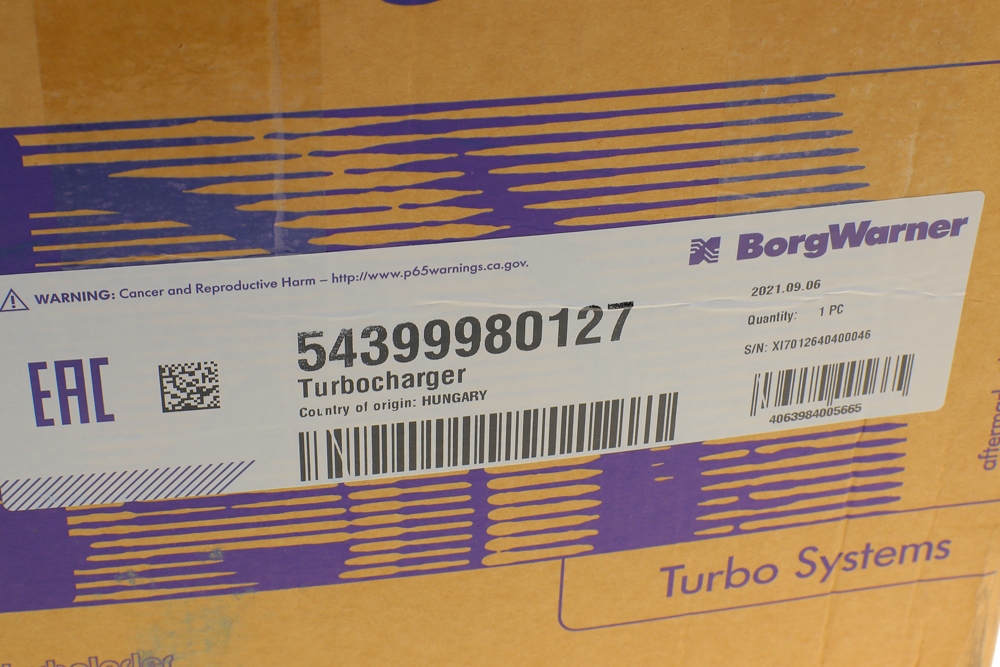 BorgWarner
WARNING: Cancer and Reproductive Harm – http://www.p65warnings.ca.gov.
2021.09.06
Quantity: 1 PC
S/N: XI7012640400046
54399980127
Turbocharger
Country of origin: HUNGARY
EAC
4063984005665
Turbo Systems